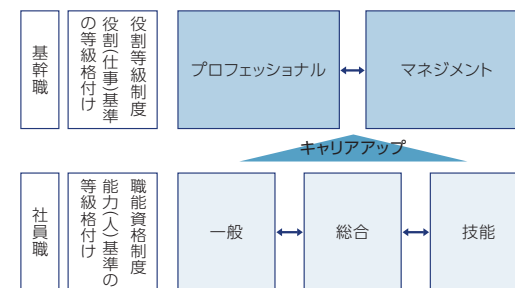 基幹職
役割等級制度
役割(仕事)基準
の等級格付け
プロフェッショナル
マネジメント
キャリアアップ
社員職
職能資格制度
能力(人)基準の
等級格付け
一般
総合
技能